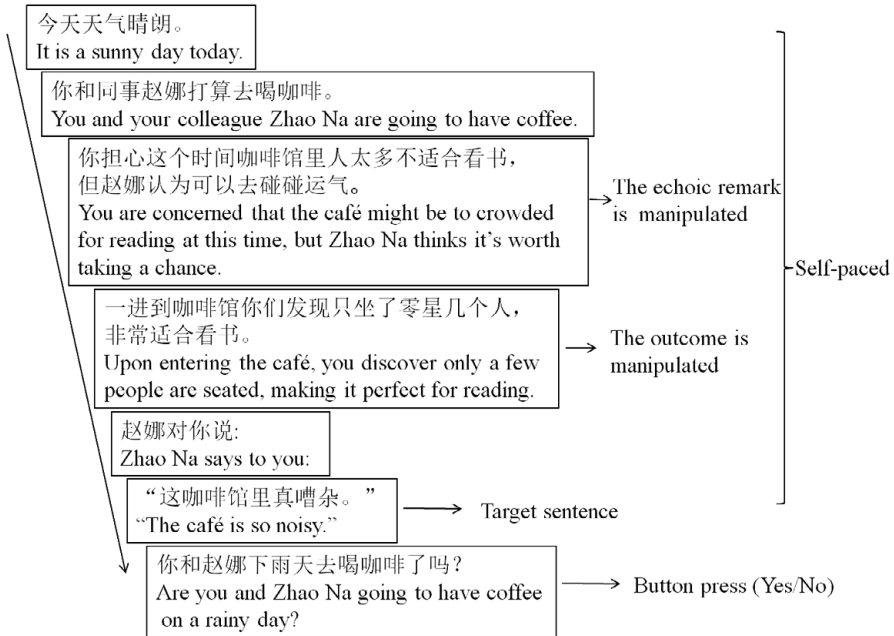 今天天气晴朗。
It is a sunny day today.
你和同事赵娜打算去喝咖啡。
You and your colleague Zhao Na are going to have coffee.
你担心这个时间咖啡馆里人太多不适合看书，
但赵娜认为可以去碰碰运气。
You are concerned that the café might be to crowded
for reading at this time, but Zhao Na thinks it's worth
taking a chance.
The echoic remark
is manipulated
Self-paced
一进到咖啡馆你们发现只坐了零星几个人，
非常适合看书。
Upon entering the café, you discover only a few
people are seated, making it perfect for reading.
The outcome is
manipulated
赵娜对你说:
Zhao Na says to you:
“这咖啡馆里真嘈杂。”
“The café is so noisy.”
Target sentence
你和赵娜下雨天去喝咖啡了吗?
Are you and Zhao Na going to have coffee
on a rainy day?
Button press (Yes/No)